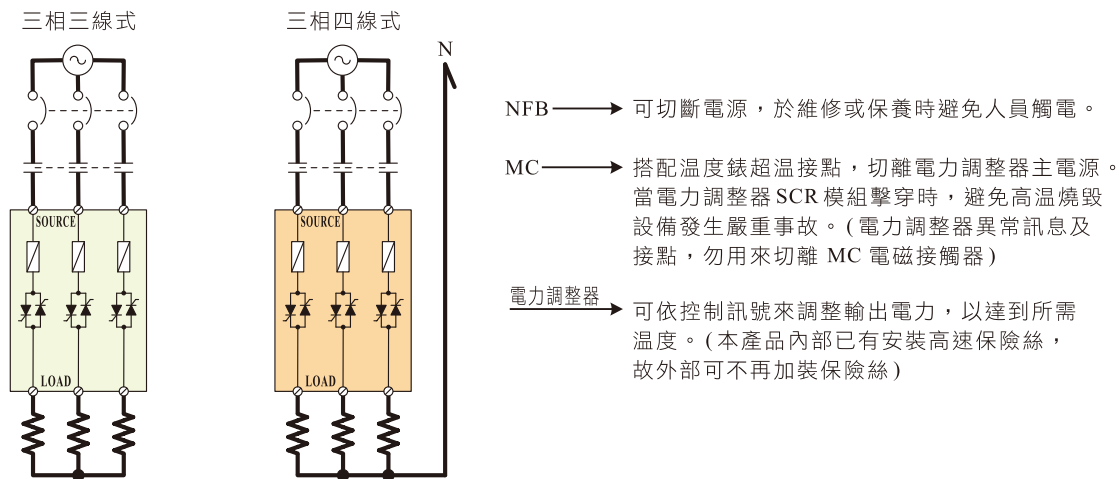 三相三線式
三相四線式
N
SOURCE
LOAD
SOURCE
LOAD
NFB 可切斷電源，於維修或保養時避免人員觸電。
MC 搭配温度錶超温接點，切離電力調整器主電源。
當電力調整器 SCR 模組擊穿時，避免高温燒毀
設備發生嚴重事故。(電力調整器異常訊息及
接點，勿用來切離 MC 電磁接觸器)
電力調整器 可依控制訊號來調整輸出電力，以達到所需
温度。(本產品內部已有安裝高速保險絲，
故外部可不再加裝保險絲)